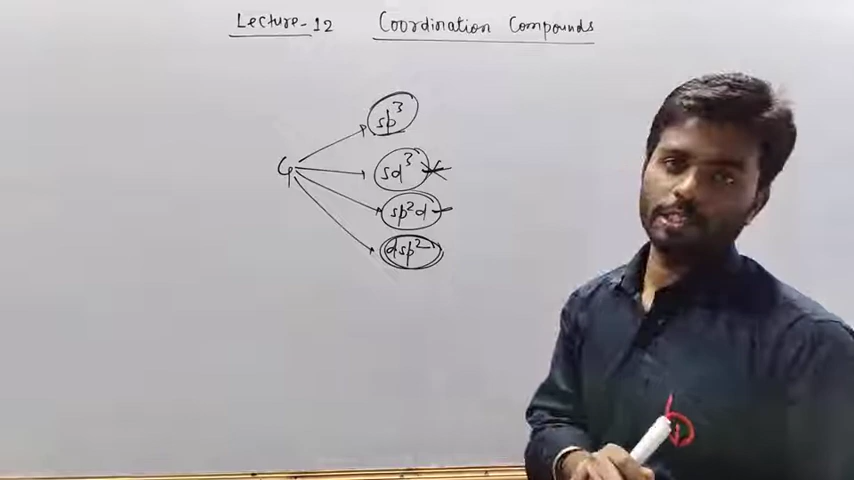 Lecture-12 Coordination Compounds
sp³
sd³
sp²d
dsp²